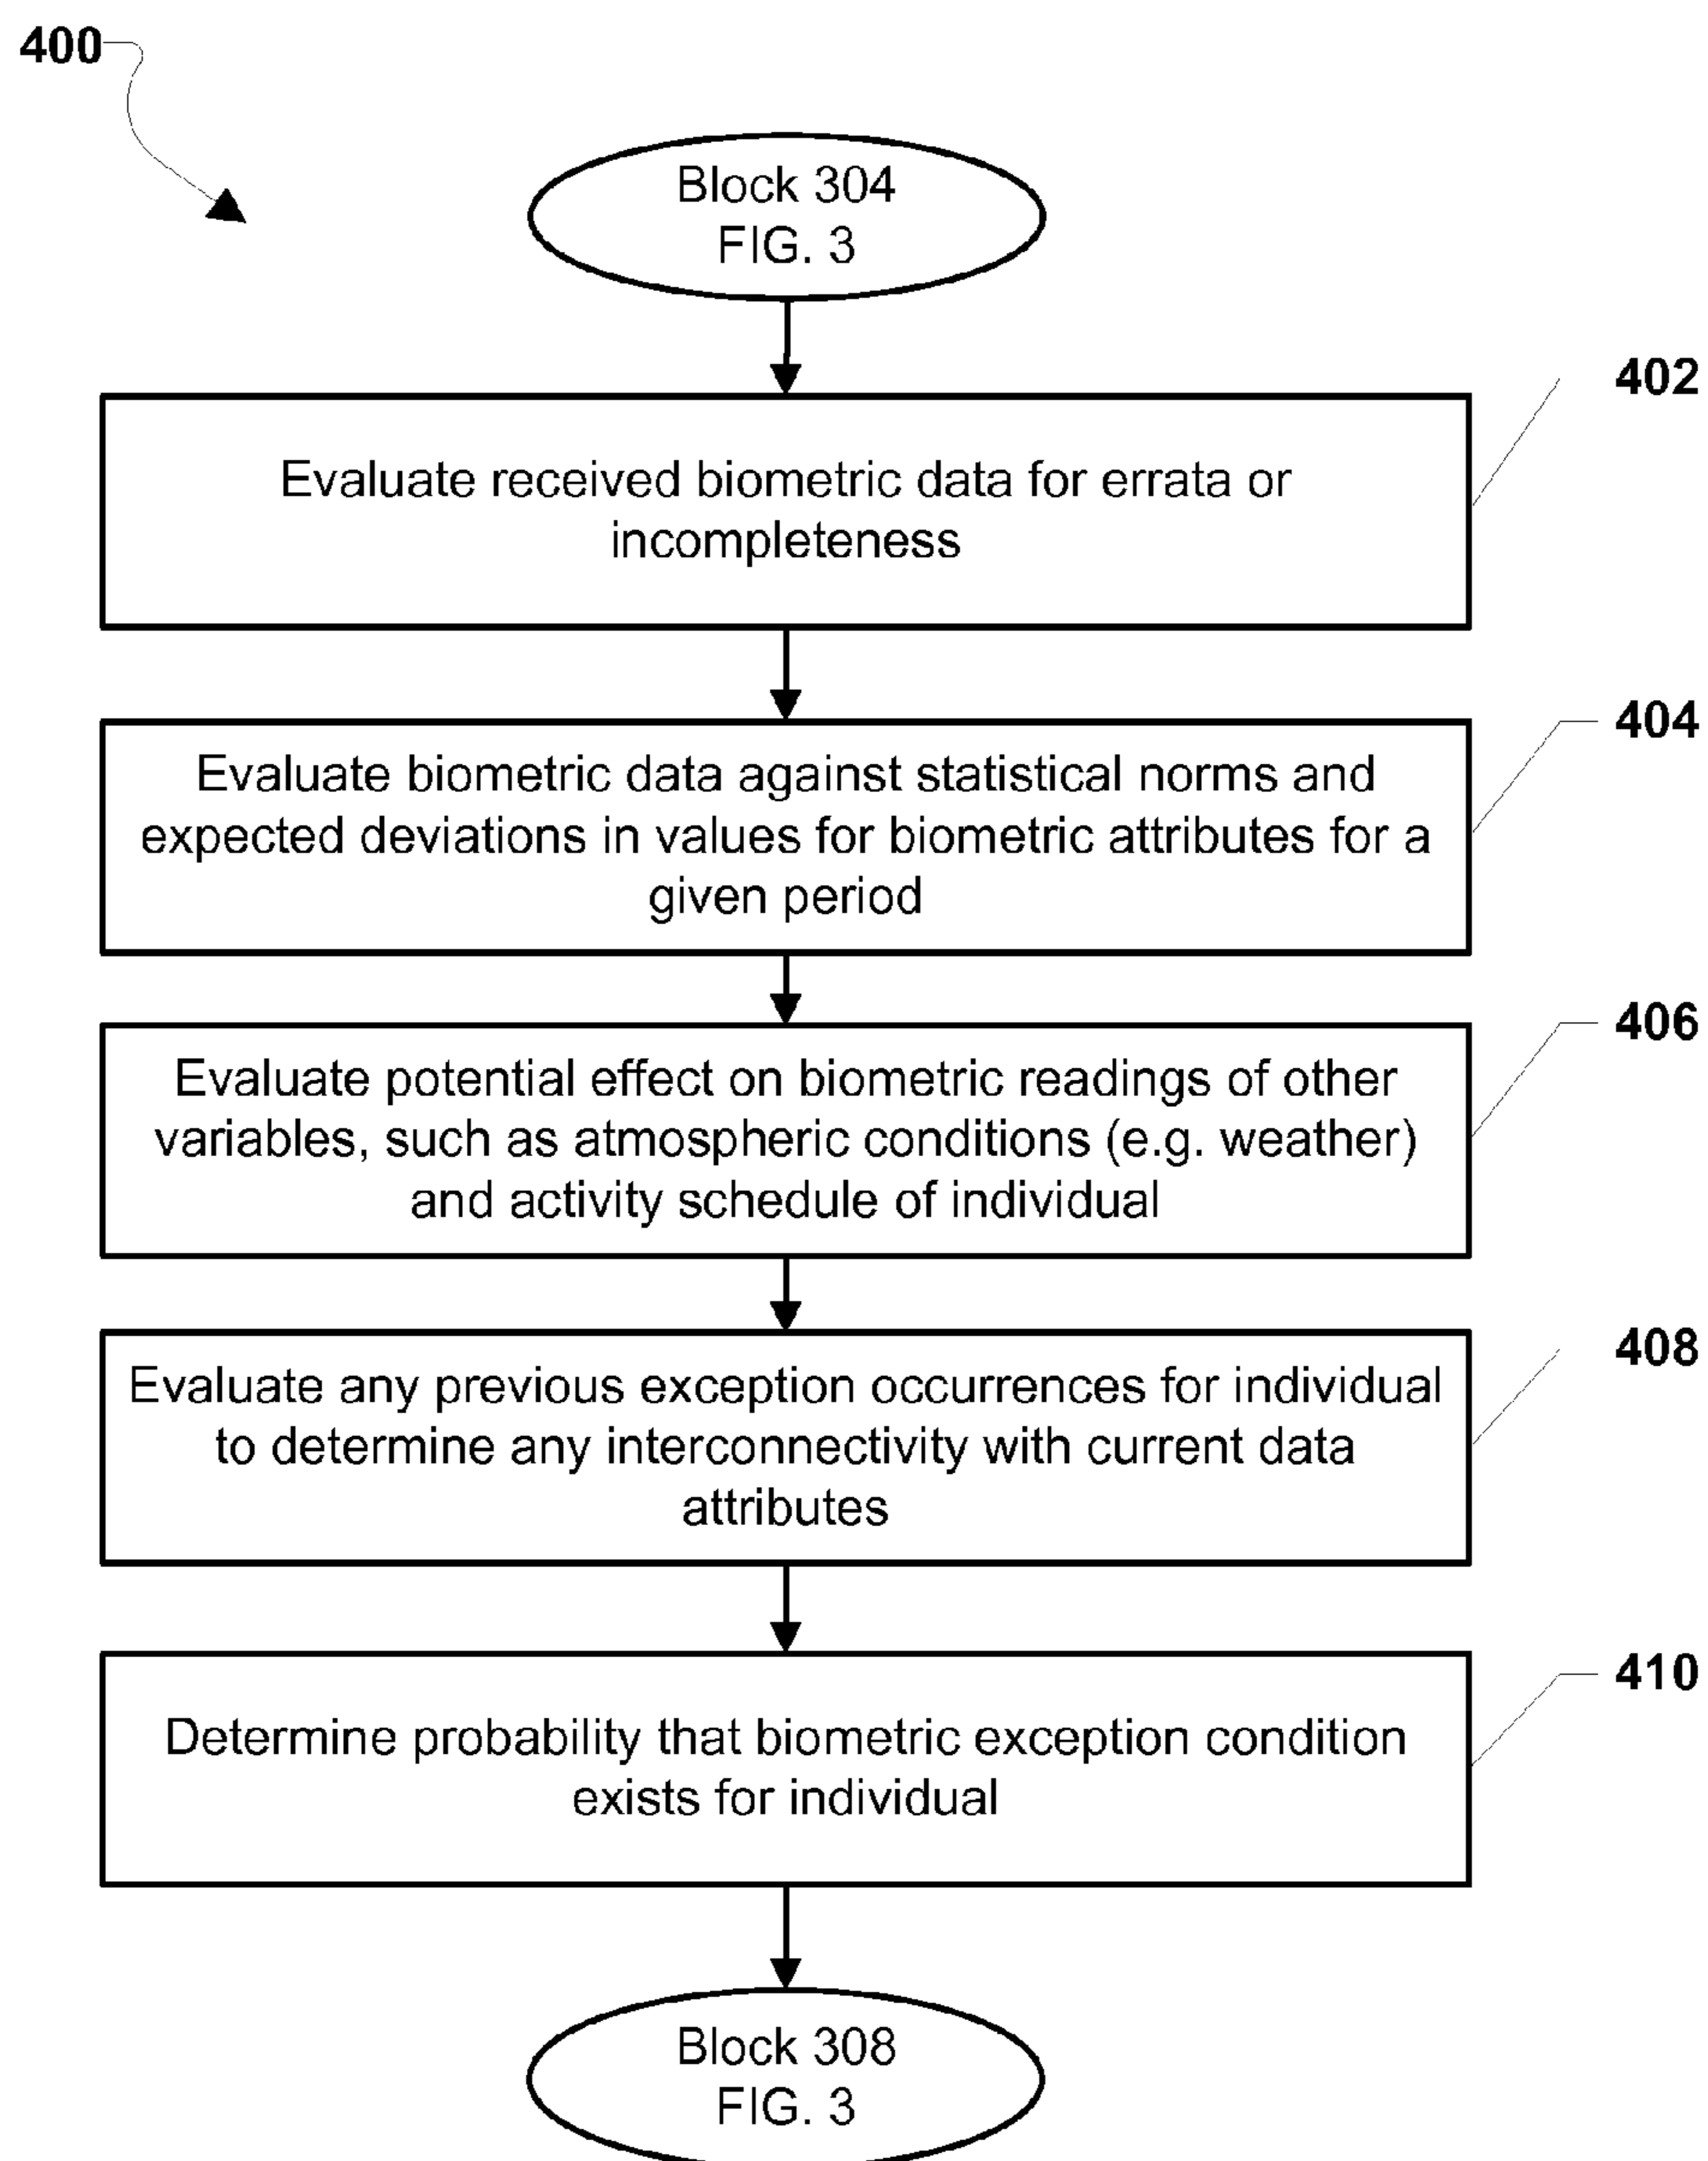 400
Block 304
FIG. 3
402
Evaluate received biometric data for errata or
incompleteness
404
Evaluate biometric data against statistical norms and
expected deviations in values for biometric attributes for a
given period
406
Evaluate potential effect on biometric readings of other
variables, such as atmospheric conditions (e.g. weather)
and activity schedule of individual
408
Evaluate any previous exception occurrences for individual
to determine any interconnectivity with current data
attributes
410
Determine probability that biometric exception condition
exists for individual
Block 308
FIG. 3